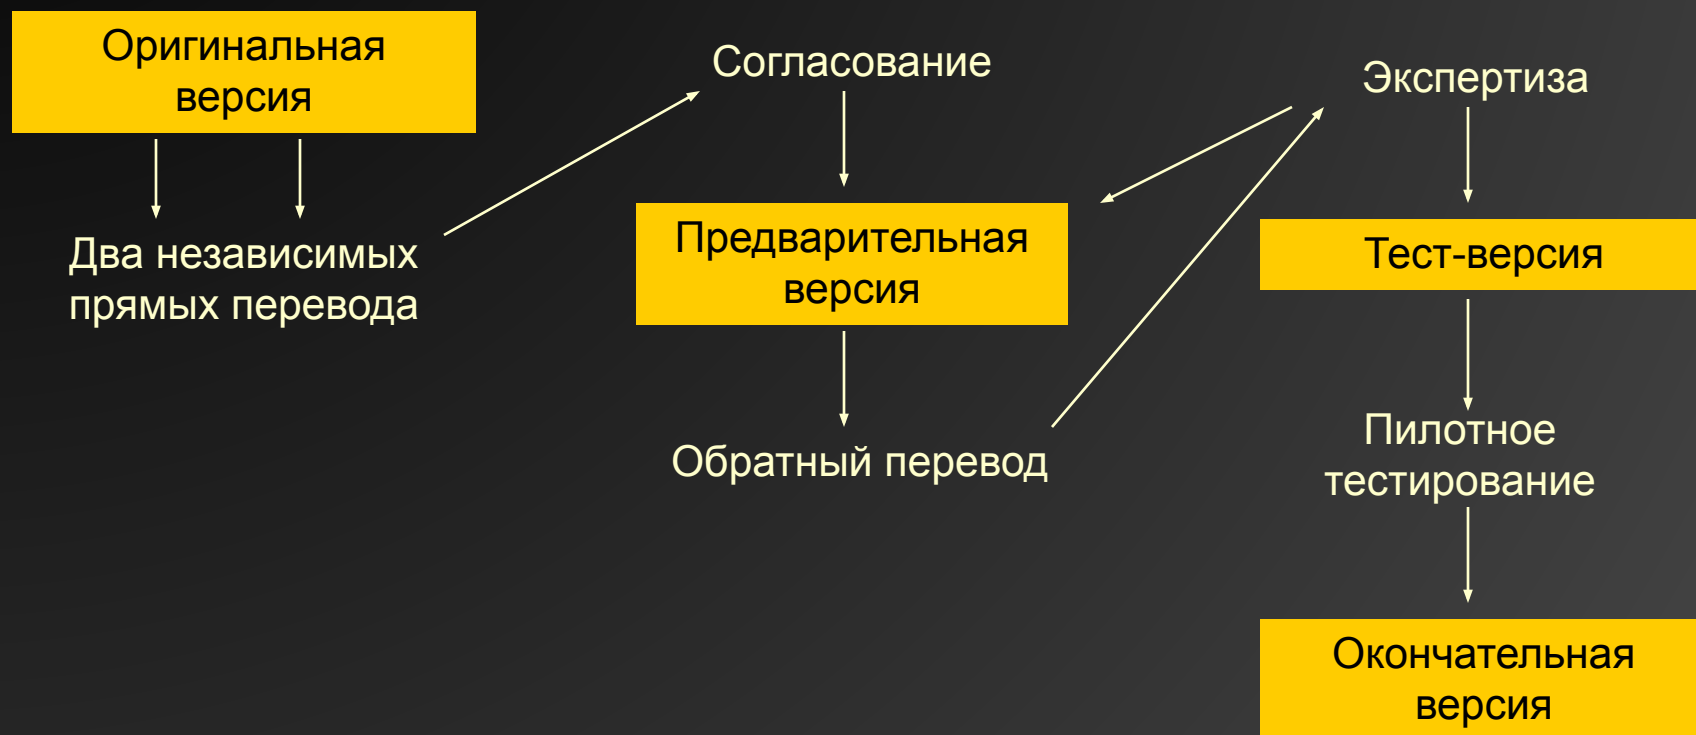 Оригинальная
версия
Два независимых
прямых перевода
Согласование
Предварительная
версия
Обратный перевод
Экспертиза
Тест-версия
Пилотное
тестирование
Окончательная
версия